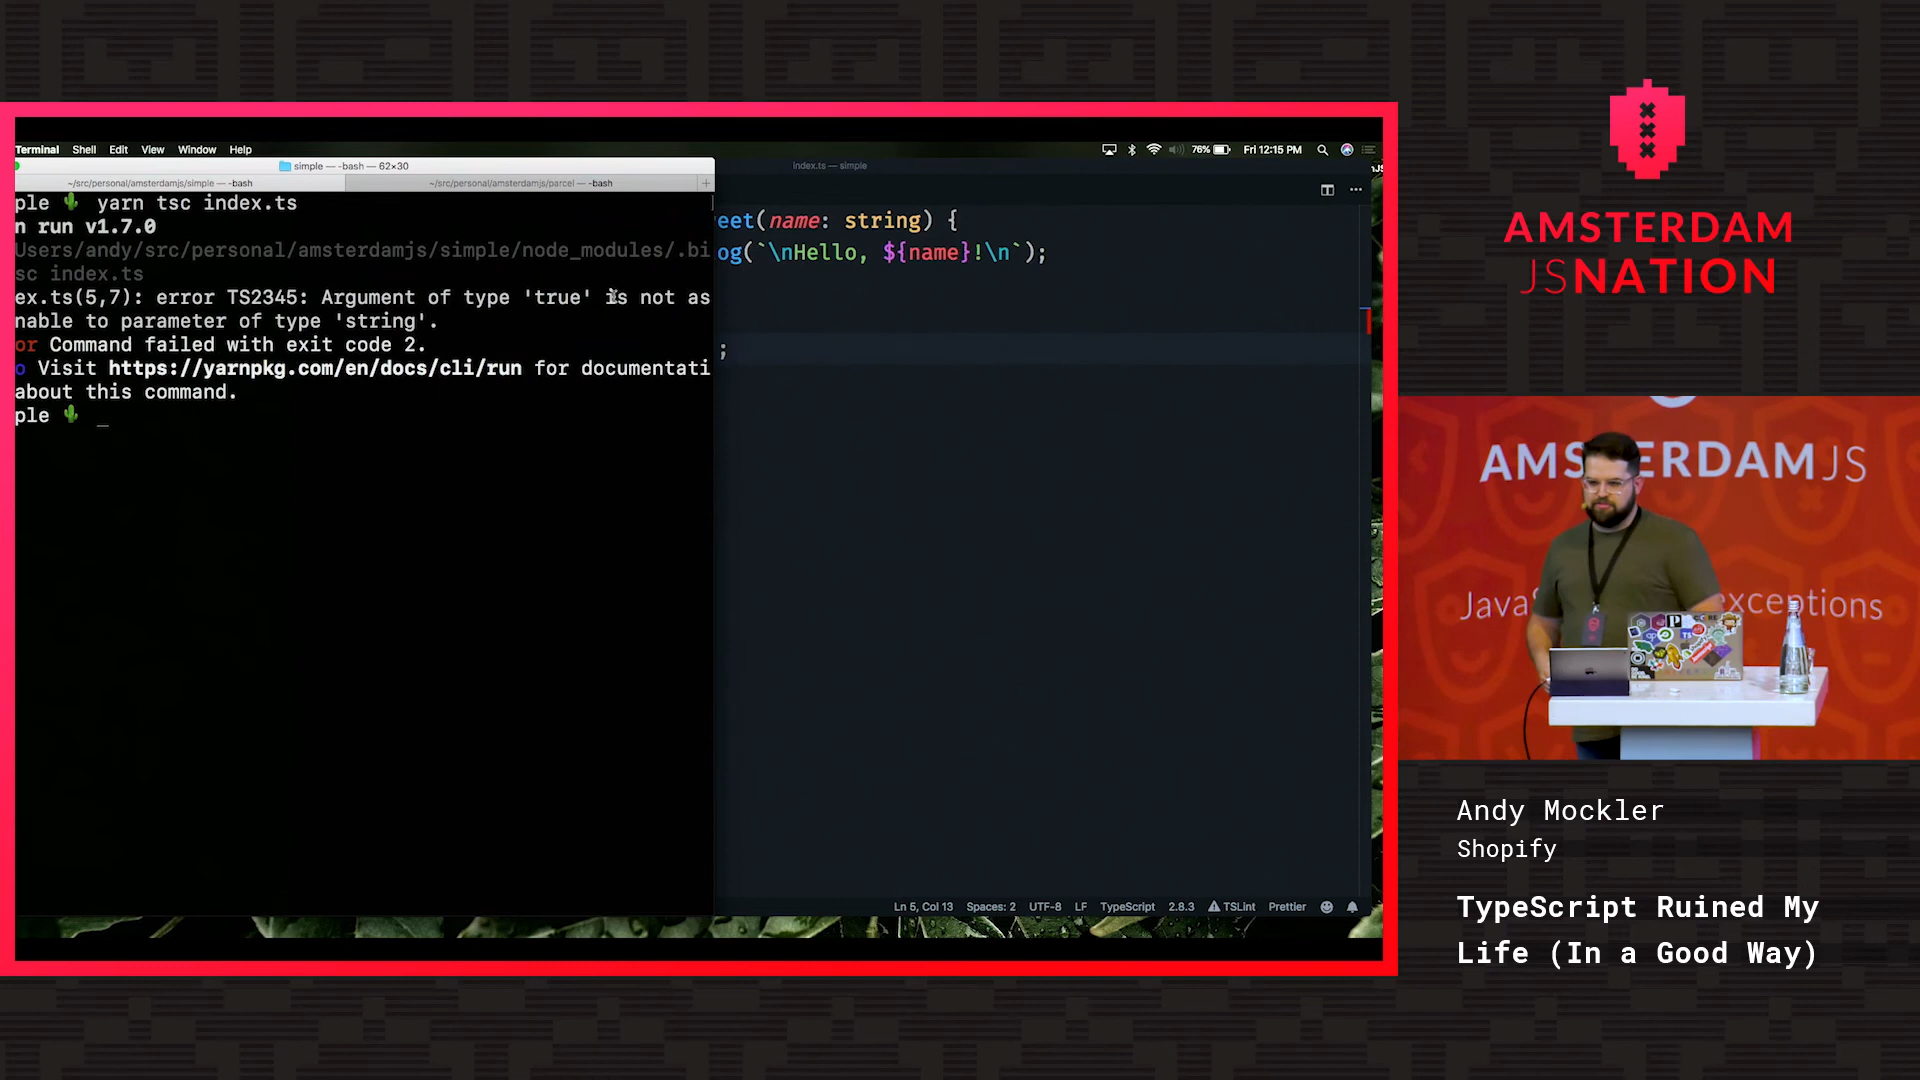 Terminal Shell Edit View Window Help
76% Fri 12:15 PM
simple — -bash — 62×30
~/src/personal/amsterdamjs/simple — -bash
~/src/personal/amsterdamjs/parcel — -bash
+
ple yarn tsc index.ts
n run v1.7.0
Users/andy/src/personal/amsterdamjs/simple/node_modules/.bi
sc index.ts
ex.ts(5,7): error TS2345: Argument of type 'true' is not as
nable to parameter of type 'string'.
or Command failed with exit code 2.
o Visit https://yarnpkg.com/en/docs/cli/run for documentati
about this command.
ple _
index.ts — simple
eet(name: string) {
og(`\nHello, ${name}!\n`);
;
Ln 5, Col 13 Spaces: 2 UTF-8 LF TypeScript 2.8.3 TSLint Prettier
AMSTERDAM
JSNATION
AMSTERDAMJS
Java
exceptions
P
TS
Andy Mockler
Shopify
TypeScript Ruined My
Life (In a Good Way)